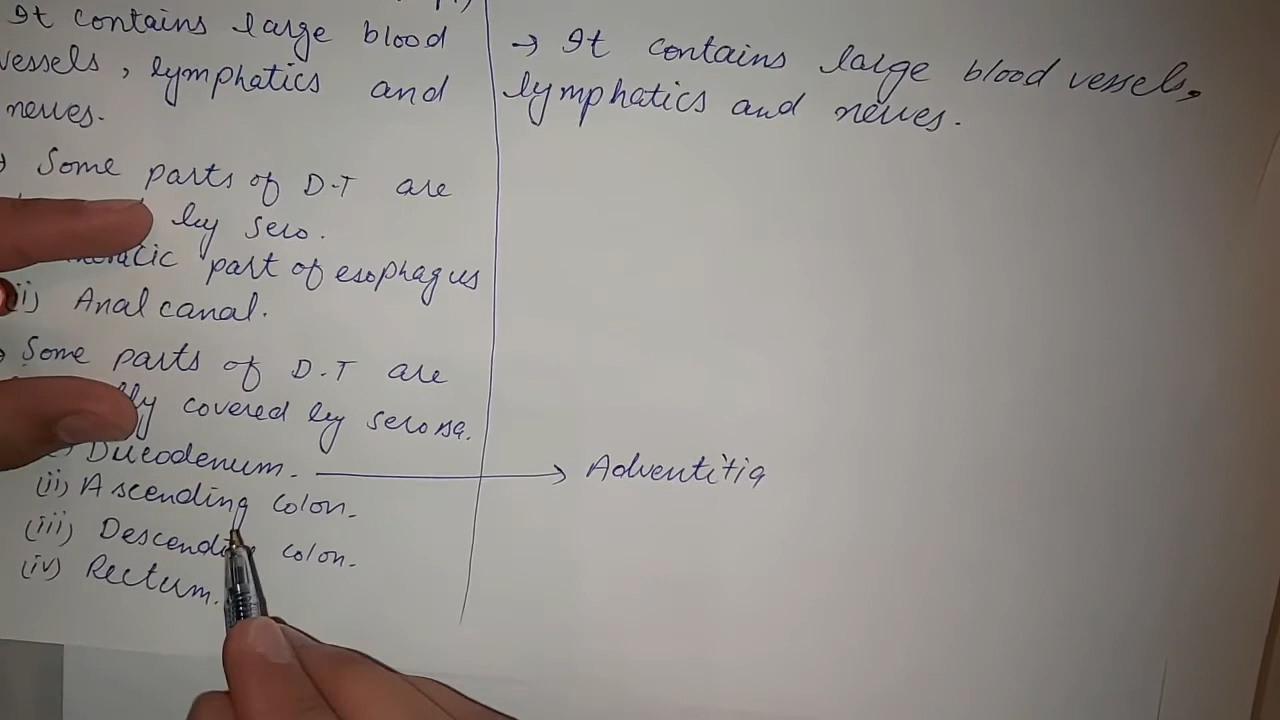 It contains large blood
vessels, lymphatics and
nerves.
Some parts of D.T are
by sero.
part of esophagus
(ii) Anal canal.
Some parts of D.T are
covered by serosa.
Duodenum. → Adventitia
(ii) Ascending colon.
(iii) Descending colon.
(iv) Rectum.
→ It contains large blood vessels,
lymphatics and nerves.